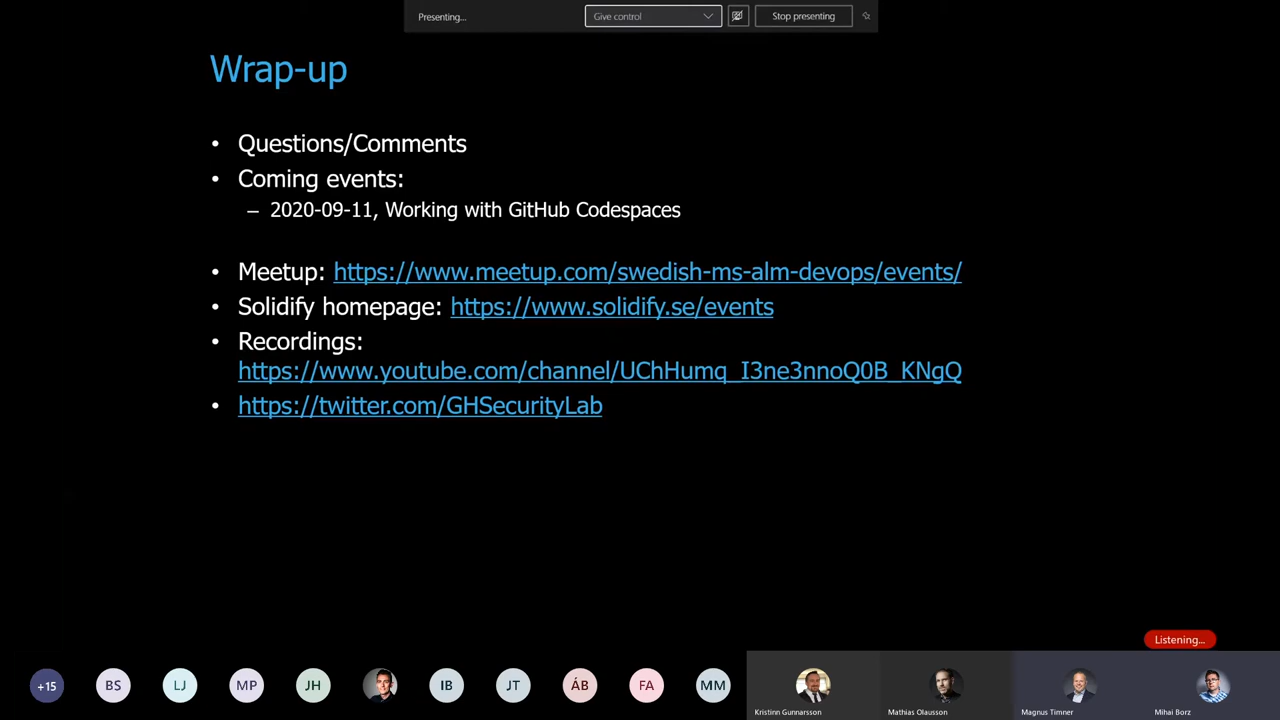 Presenting...
Give control
Stop presenting
Wrap-up
• Questions/Comments
• Coming events:
– 2020-09-11, Working with GitHub Codespaces
• Meetup: https://www.meetup.com/swedish-ms-alm-devops/events/
• Solidify homepage: https://www.solidify.se/events
• Recordings:
https://www.youtube.com/channel/UChHumq_I3ne3nnoQ0B_KNgQ
• https://twitter.com/GHSecurityLab
Listening...
+15
BS
LJ
MP
JH
IB
JT
ÁB
FA
MM
Kristinn Gunnarsson
Mathias Olausson
Magnus Timner
Mihai Borz